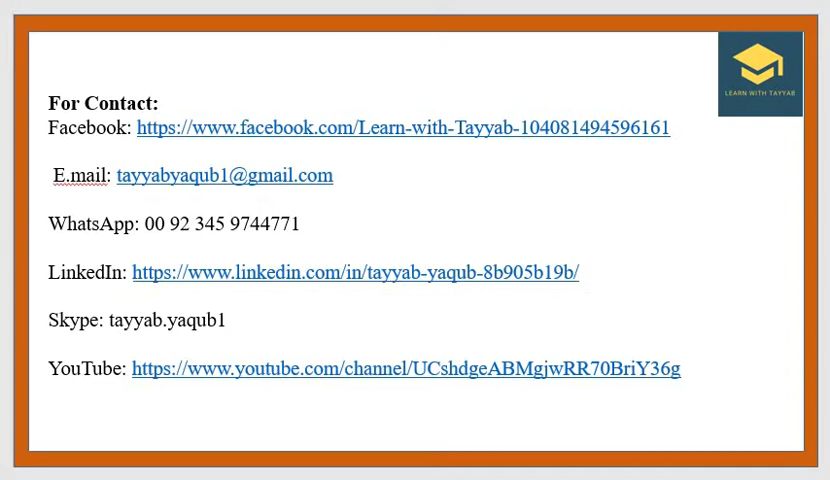 LEARN WITH TAYYAB
For Contact:
Facebook: https://www.facebook.com/Learn-with-Tayyab-104081494596161
E.mail: tayyabyaqub1@gmail.com
WhatsApp: 00 92 345 9744771
LinkedIn: https://www.linkedin.com/in/tayyab-yaqub-8b905b19b/
Skype: tayyab.yaqub1
YouTube: https://www.youtube.com/channel/UCshdgeABMgjwRR70BriY36g